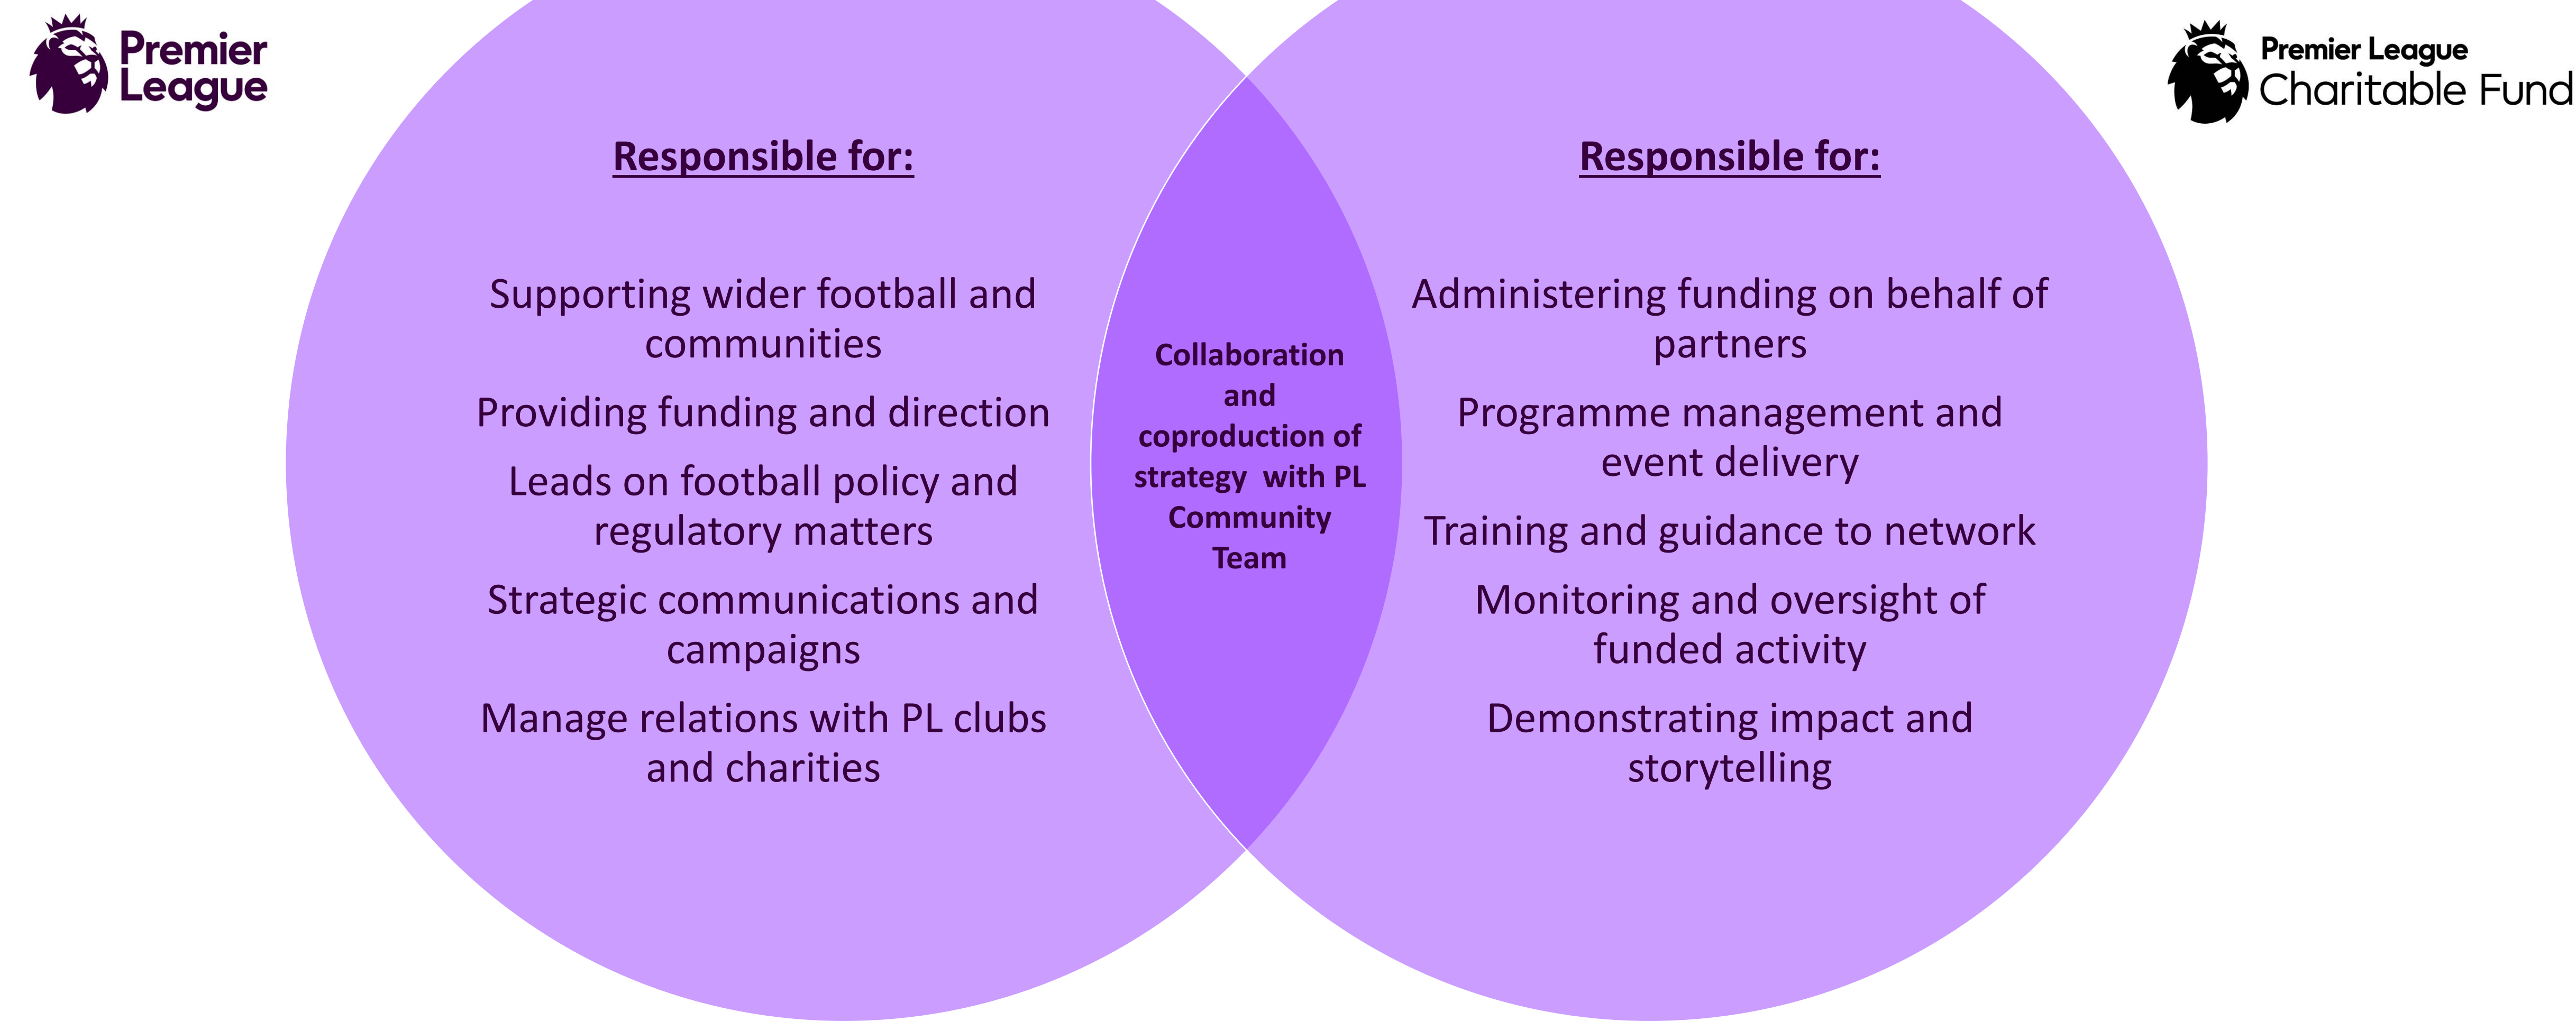 Premier
League
Premier League
Charitable Fund
Responsible for:
Supporting wider football and
communities
Providing funding and direction
Leads on football policy and
regulatory matters
Strategic communications and
campaigns
Manage relations with PL clubs
and charities
Collaboration
and
coproduction of
strategy  with PL
Community
Team
Responsible for:
Administering funding on behalf of
partners
Programme management and
event delivery
Training and guidance to network
Monitoring and oversight of
funded activity
Demonstrating impact and
storytelling